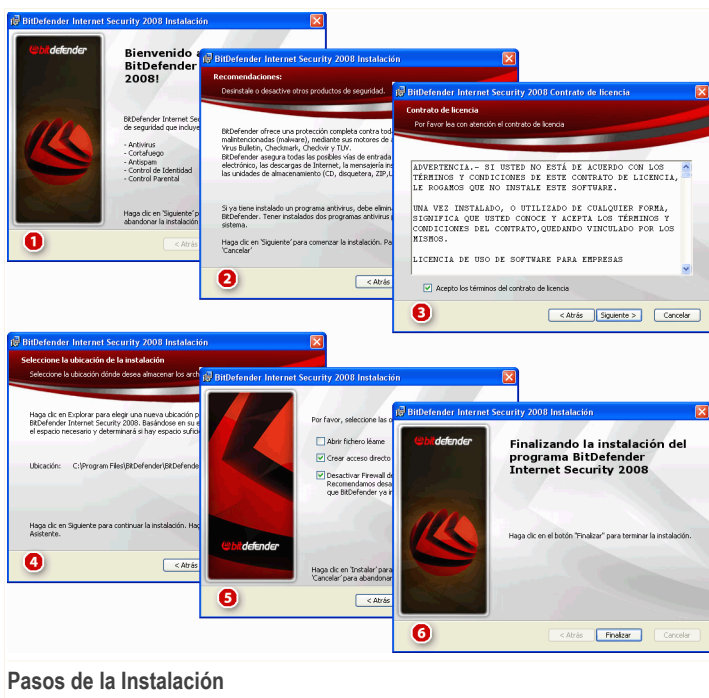 BitDefender Internet Security 2008 Instalación
bitdefender
Bienvenido a
BitDefender
2008!
BitDefender Internet Sec
de seguridad que incluye
- Antivirus
- Cortafuego
- Antispam
- Control de Identidad
- Control Parental
Haga clic en 'Siguiente' p
abandonar la instalación
< Atrás
1
BitDefender Internet Security 2008 Instalación
Recomendaciones:
Desinstale o desactive otros productos de seguridad.
BitDefender ofrece una protección completa contra tod
malintencionadas (malware), mediante sus motores de
Virus Bulletin, Checkmark, Checkvir y TUV.
BitDefender asegura todas las posibles vías de entrada
electrónico, las descargas de Internet, la mensajería ins
las unidades de almacenamiento (CD, disquetera, ZIP,
Si ya tiene instalado un programa antivirus, debe elimin
BitDefender. Tener instalados dos programas antivirus
sistema.
Haga clic en 'Siguiente' para comenzar la instalación. Pa
'Cancelar'
< Atrás
2
BitDefender Internet Security 2008 Contrato de licencia
Contrato de licencia
Por favor lea con atención el contrato de licencia
ADVERTENCIA.- SI USTED NO ESTÁ DE ACUERDO CON LOS
TÉRMINOS Y CONDICIONES DE ESTE CONTRATO DE LICENCIA,
LE ROGAMOS QUE NO INSTALE ESTE SOFTWARE.
UNA VEZ INSTALADO, O UTILIZADO DE CUALQUIER FORMA,
SIGNIFICA QUE USTED CONOCE Y ACEPTA LOS TÉRMINOS Y
CONDICIONES DEL CONTRATO,QUEDANDO VINCULADO POR LOS
MISMOS.
LICENCIA DE USO DE SOFTWARE PARA EMPRESAS
Acepto los términos del contrato de licencia
< Atrás Siguiente > Cancelar
3
BitDefender Internet Security 2008 Instalación
Seleccione la ubicación de la instalación
Seleccione la ubicación dónde desea almacenar los arch
Haga clic en Explorar para elegir una nueva ubicación p
BitDefender Internet Security 2008. Basándose en su e
el espacio necesario y determinará si hay espacio sufici
Ubicación: C:\Program Files\BitDefender\BitDefende
Haga clic en Siguiente para continuar la instalación. Hag
Asistente.
< Atrás
4
BitDefender Internet Security 2008 Instalación
bitdefender
Por favor, seleccione las o
Abrir fichero léame
Crear acceso directo
Desactivar Firewall de
Recomendamos desa
que BitDefender ya in
Haga clic en 'Instalar' para
'Cancelar' para abandonar
< Atrás
5
BitDefender Internet Security 2008 Instalación
bitdefender
Finalizando la instalación del
programa BitDefender
Internet Security 2008
Haga clic en el botón "Finalizar" para terminar la instalación.
< Atrás Finalizar Cancelar
6
Pasos de la Instalación